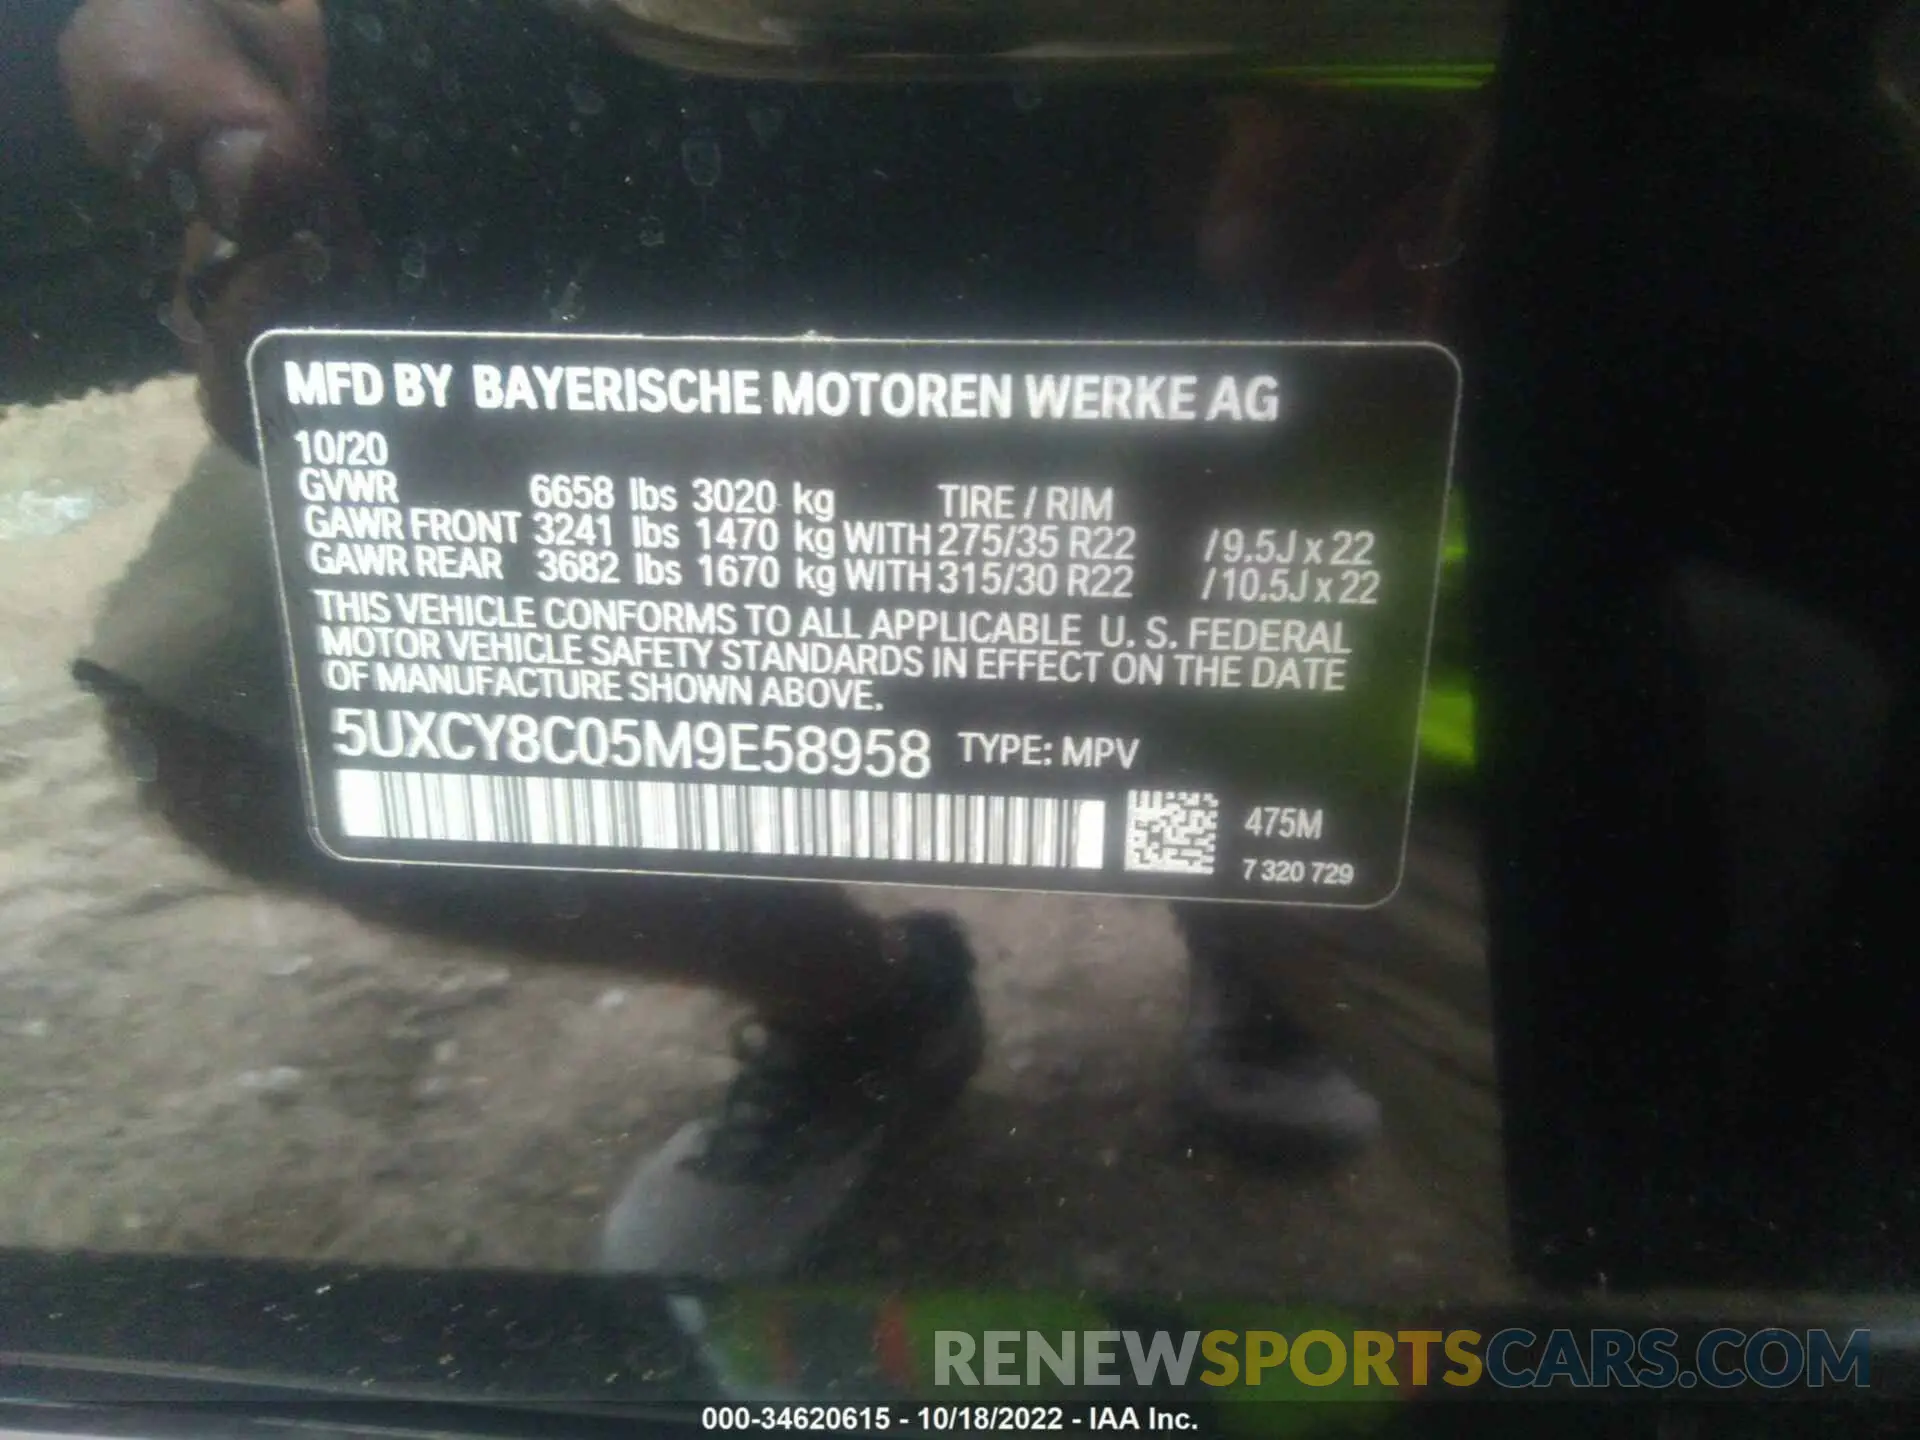 MFD BY BAYERISCHE MOTOREN WERKE AG
10/20
GVWR 6658 lbs 3020 kg TIRE / RIM
GAWR FRONT 3241 lbs 1470 kg WITH 275/35 R22 /9.5J x 22
GAWR REAR 3682 lbs 1670 kg WITH 315/30 R22 /10.5J x 22
THIS VEHICLE CONFORMS TO ALL APPLICABLE U. S. FEDERAL
MOTOR VEHICLE SAFETY STANDARDS IN EFFECT ON THE DATE
OF MANUFACTURE SHOWN ABOVE.
5UXCY8C05M9E58958 TYPE: MPV
475M
7 320 729
RENEWSPORTSCARS.COM
000-34620615 - 10/18/2022 - IAA Inc.